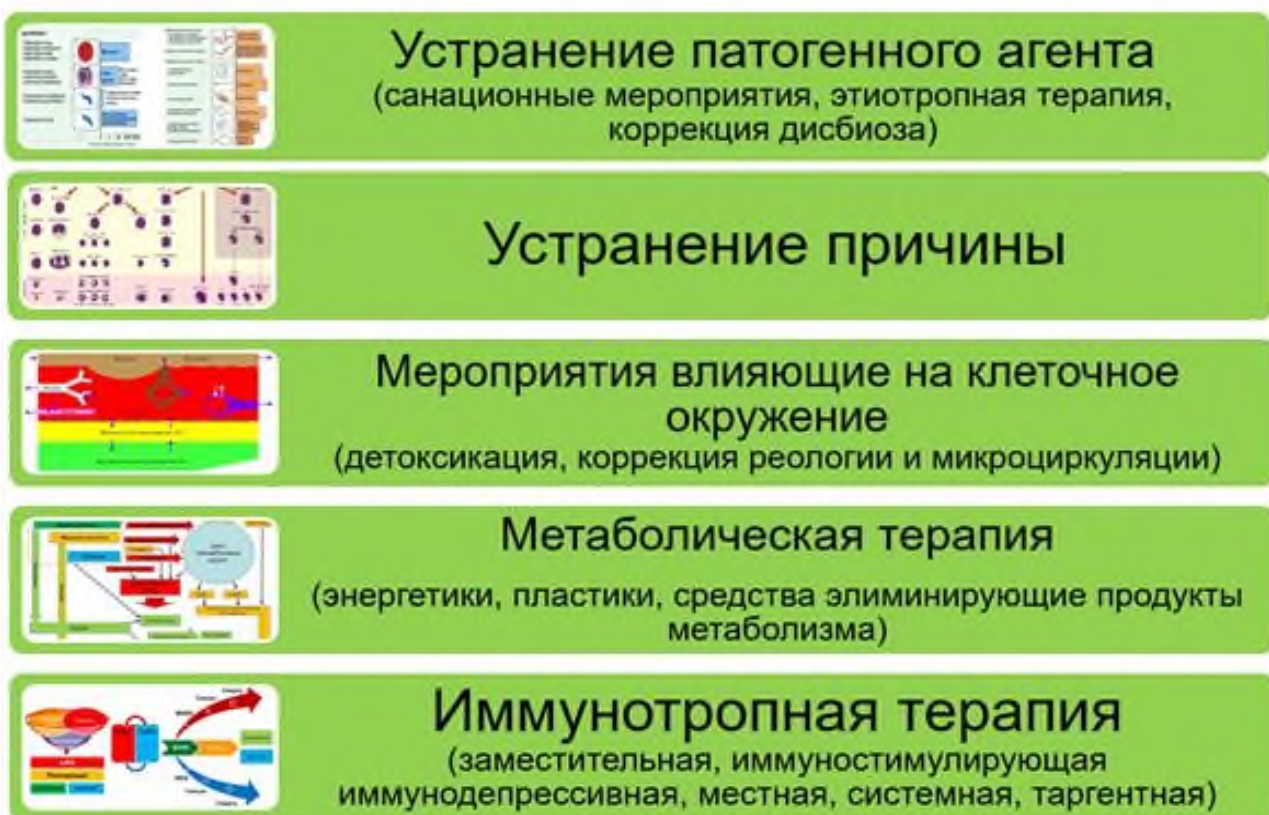 Устранение патогенного агента
(санационные мероприятия, этиотропная терапия,
коррекция дисбиоза)
Устранение причины
Мероприятия влияющие на клеточное
окружение
(детоксикация, коррекция реологии и микроциркуляции)
Метаболическая терапия
(энергетики, пластики, средства элиминирующие продукты
метаболизма)
Иммунотропная терапия
(заместительная, иммуностимулирующая
иммунодепрессивная, местная, системная, таргентная)